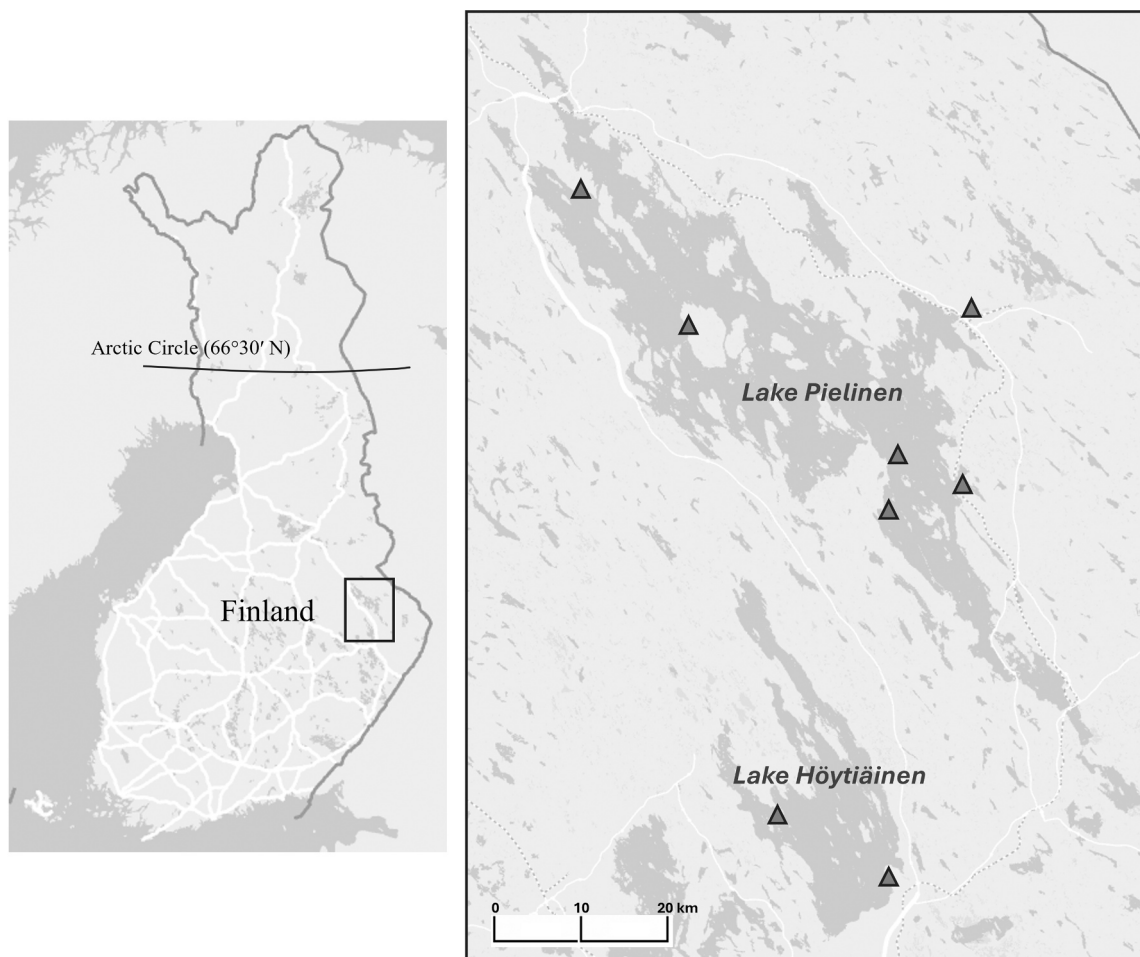 Arctic Circle (66°30′ N)
Finland
Lake Pielinen
Lake Höytiäinen
0 10 20 km